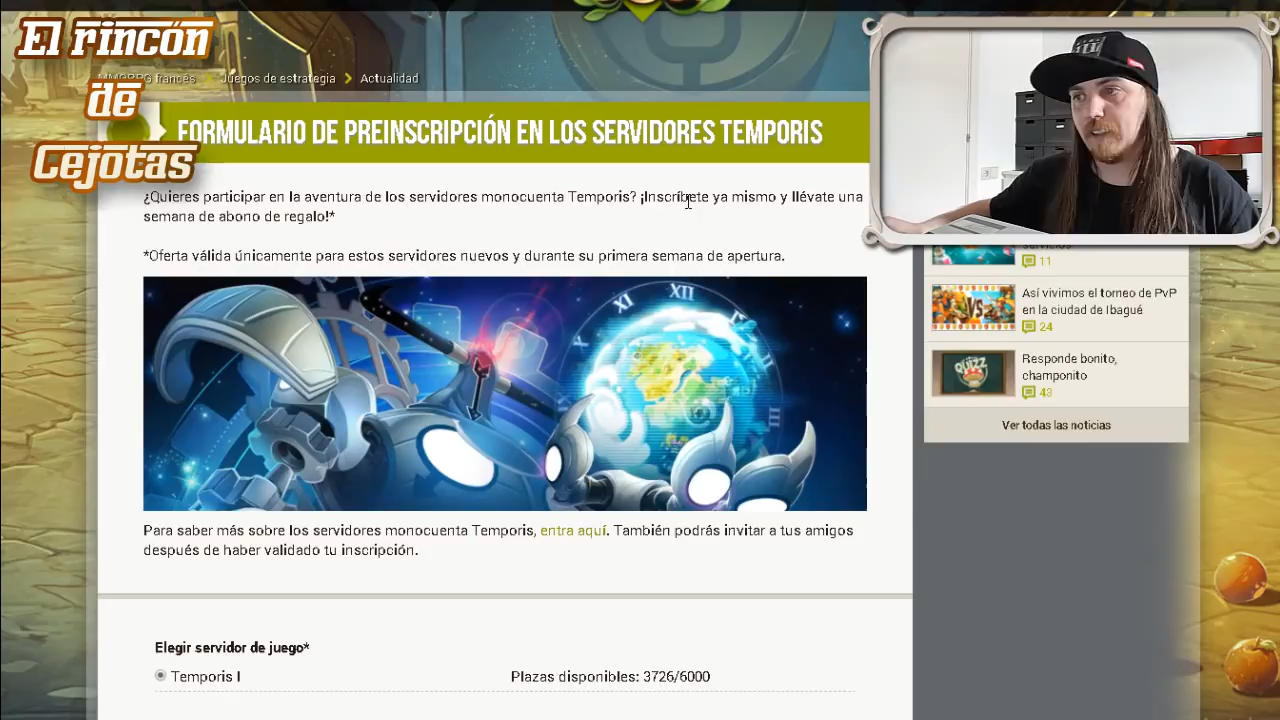 El rincón
de
Cejotas
MMORPG francés
Juegos de estrategia
Actualidad
FORMULARIO DE PREINSCRIPCIÓN EN LOS SERVIDORES TEMPORIS
¿Quieres participar en la aventura de los servidores monocuenta Temporis? ¡Inscríbete ya mismo y llévate una
semana de abono de regalo!*
*Oferta válida únicamente para estos servidores nuevos y durante su primera semana de apertura.
XI
XII
III
Para saber más sobre los servidores monocuenta Temporis, entra aquí. También podrás invitar a tus amigos
después de haber validado tu inscripción.
Elegir servidor de juego*
Temporis I
Plazas disponibles: 3726/6000
servicios
11
VS
Así vivimos el torneo de PvP
en la ciudad de Ibagué
24
QUIZZ
Responde bonito,
champonito
43
Ver todas las noticias